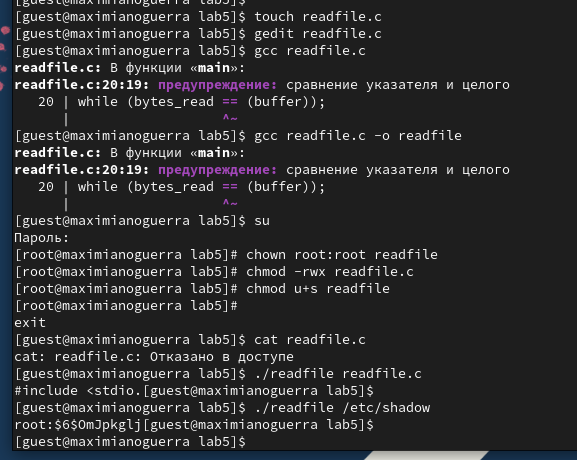 [guest@maximianoguerra lab5]$
[guest@maximianoguerra lab5]$ touch readfile.c
[guest@maximianoguerra lab5]$ gedit readfile.c
[guest@maximianoguerra lab5]$ gcc readfile.c
readfile.c: В функции «main»:
readfile.c:20:19: предупреждение: сравнение указателя и целого
20 | while (bytes_read == (buffer));
| ^~
[guest@maximianoguerra lab5]$ gcc readfile.c -o readfile
readfile.c: В функции «main»:
readfile.c:20:19: предупреждение: сравнение указателя и целого
20 | while (bytes_read == (buffer));
| ^~
[guest@maximianoguerra lab5]$ su
Пароль:
[root@maximianoguerra lab5]# chown root:root readfile
[root@maximianoguerra lab5]# chmod -rwx readfile.c
[root@maximianoguerra lab5]# chmod u+s readfile
[root@maximianoguerra lab5]#
exit
[guest@maximianoguerra lab5]$ cat readfile.c
cat: readfile.c: Отказано в доступе
[guest@maximianoguerra lab5]$ ./readfile readfile.c
#include <stdio.[guest@maximianoguerra lab5]$
[guest@maximianoguerra lab5]$ ./readfile /etc/shadow
root:$6$OmJpkglj[guest@maximianoguerra lab5]$
[guest@maximianoguerra lab5]$